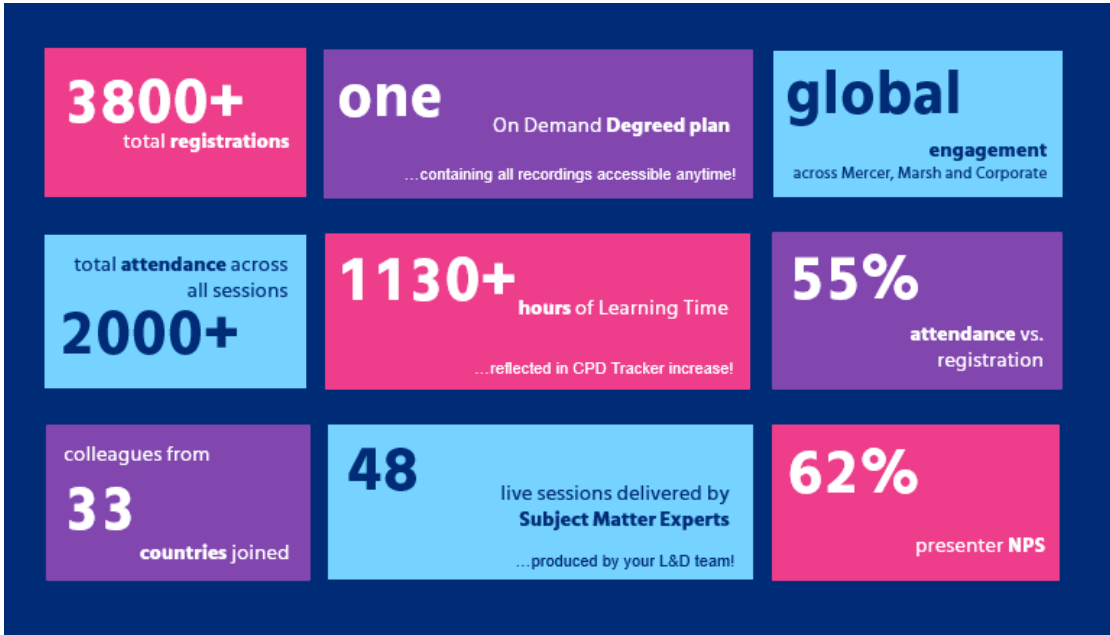 3800+
total registrations
one
On Demand Degreed plan
...containing all recordings accessible anytime!
global
engagement
across Mercer, Marsh and Corporate
total attendance across
all sessions
2000+
1130+
hours of Learning Time
...reflected in CPD Tracker increase!
55%
attendance vs.
registration
colleagues from
33
countries joined
48
live sessions delivered by
Subject Matter Experts
...produced by your L&D team!
62%
presenter NPS